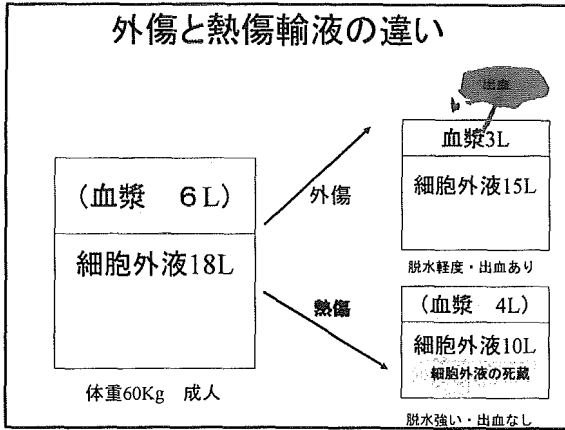 外傷と熱傷輸液の違い
出血
血漿3L
細胞外液15L
脱水軽度・出血あり
(血漿　6L)
細胞外液18L
体重60Kg　成人
外傷
熱傷
(血漿　4L)
細胞外液10L
細胞外液の死蔵
脱水強い・出血なし